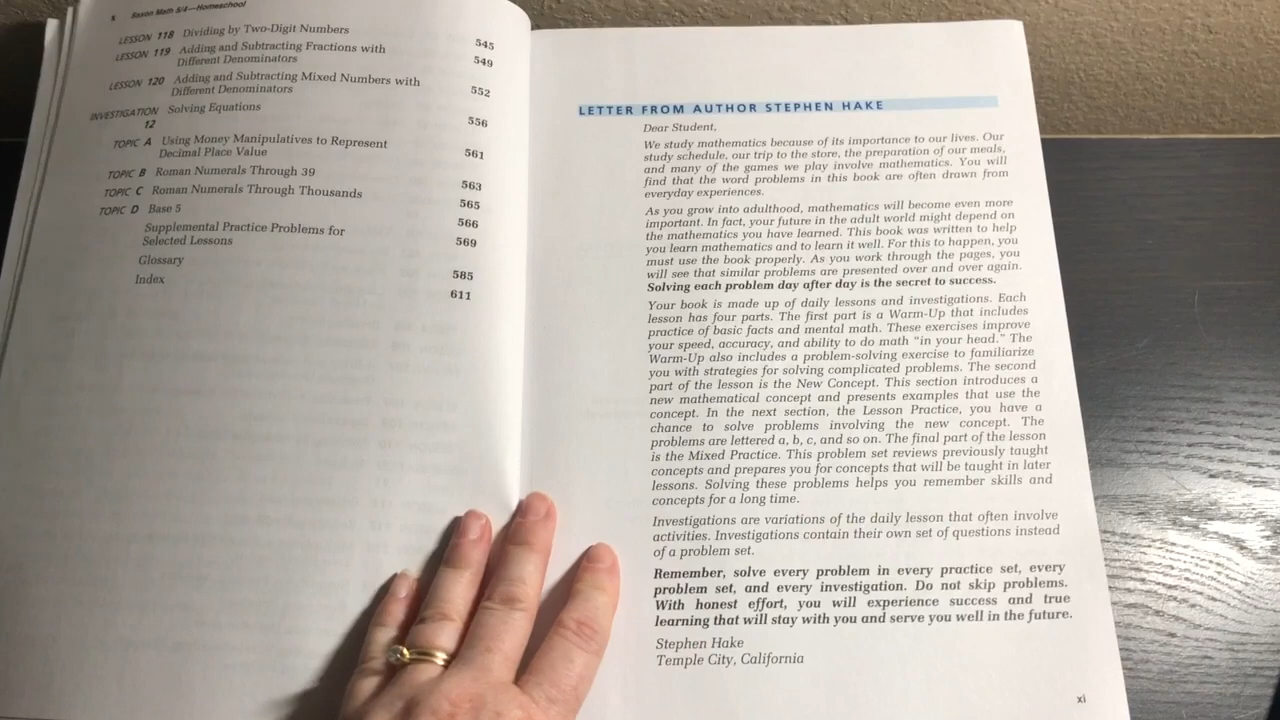 x Saxon Math 5/4—Homeschool
LESSON 118 Dividing by Two-Digit Numbers 545
LESSON 119 Adding and Subtracting Fractions with
Different Denominators 549
LESSON 120 Adding and Subtracting Mixed Numbers with
Different Denominators 552
INVESTIGATION Solving Equations
12 556
TOPIC A Using Money Manipulatives to Represent
Decimal Place Value 561
TOPIC B Roman Numerals Through 39 563
TOPIC C Roman Numerals Through Thousands 565
TOPIC D Base 5 566
Supplemental Practice Problems for
Selected Lessons 569
Glossary 585
Index 611
LETTER FROM AUTHOR STEPHEN HAKE
Dear Student,
We study mathematics because of its importance to our lives. Our
study schedule, our trip to the store, the preparation of our meals,
and many of the games we play involve mathematics. You will
find that the word problems in this book are often drawn from
everyday experiences.
As you grow into adulthood, mathematics will become even more
important. In fact, your future in the adult world might depend on
the mathematics you have learned. This book was written to help
you learn mathematics and to learn it well. For this to happen, you
must use the book properly. As you work through the pages, you
will see that similar problems are presented over and over again.
Solving each problem day after day is the secret to success.
Your book is made up of daily lessons and investigations. Each
lesson has four parts. The first part is a Warm-Up that includes
practice of basic facts and mental math. These exercises improve
your speed, accuracy, and ability to do math “in your head.” The
Warm-Up also includes a problem-solving exercise to familiarize
you with strategies for solving complicated problems. The second
part of the lesson is the New Concept. This section introduces a
new mathematical concept and presents examples that use the
concept. In the next section, the Lesson Practice, you have a
chance to solve problems involving the new concept. The
problems are lettered a, b, c, and so on. The final part of the lesson
is the Mixed Practice. This problem set reviews previously taught
concepts and prepares you for concepts that will be taught in later
lessons. Solving these problems helps you remember skills and
concepts for a long time.
Investigations are variations of the daily lesson that often involve
activities. Investigations contain their own set of questions instead
of a problem set.
Remember, solve every problem in every practice set, every
problem set, and every investigation. Do not skip problems.
With honest effort, you will experience success and true
learning that will stay with you and serve you well in the future.
Stephen Hake
Temple City, California
xi